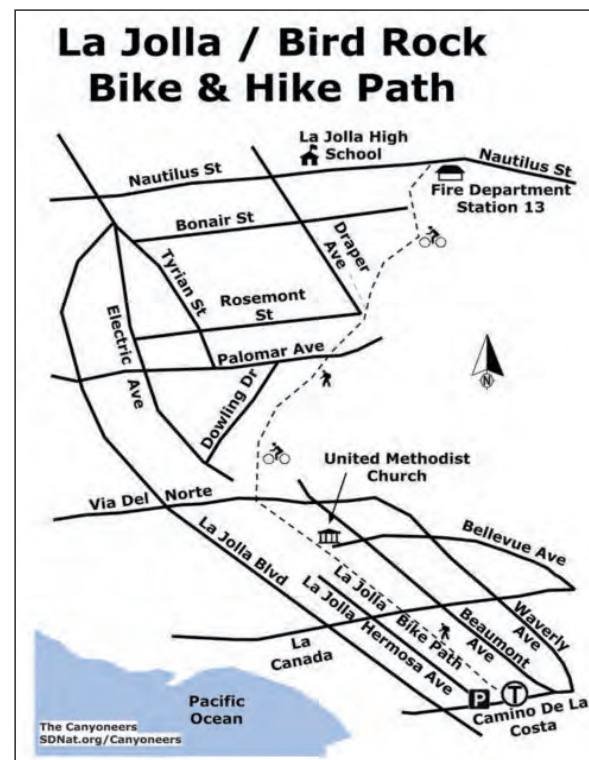 La Jolla / Bird Rock
Bike & Hike Path
La Jolla High
School
Nautilus St
Nautilus St
Fire Department
Station 13
Bonair St
Draper
Ave
Tyrian St
Rosemont
St
Electric
Ave
Palomar Ave
N
Dowling Dr
United Methodist
Church
Via Del Norte
Bellevue Ave
La Jolla Blvd
La Jolla Bike Path
La Jolla Hermosa Ave
Beaumont
Ave
Waverly
Ave
La
Canada
P
T
Camino De La
Costa
Pacific
Ocean
The Canyoneers
SDNat.org/Canyoneers